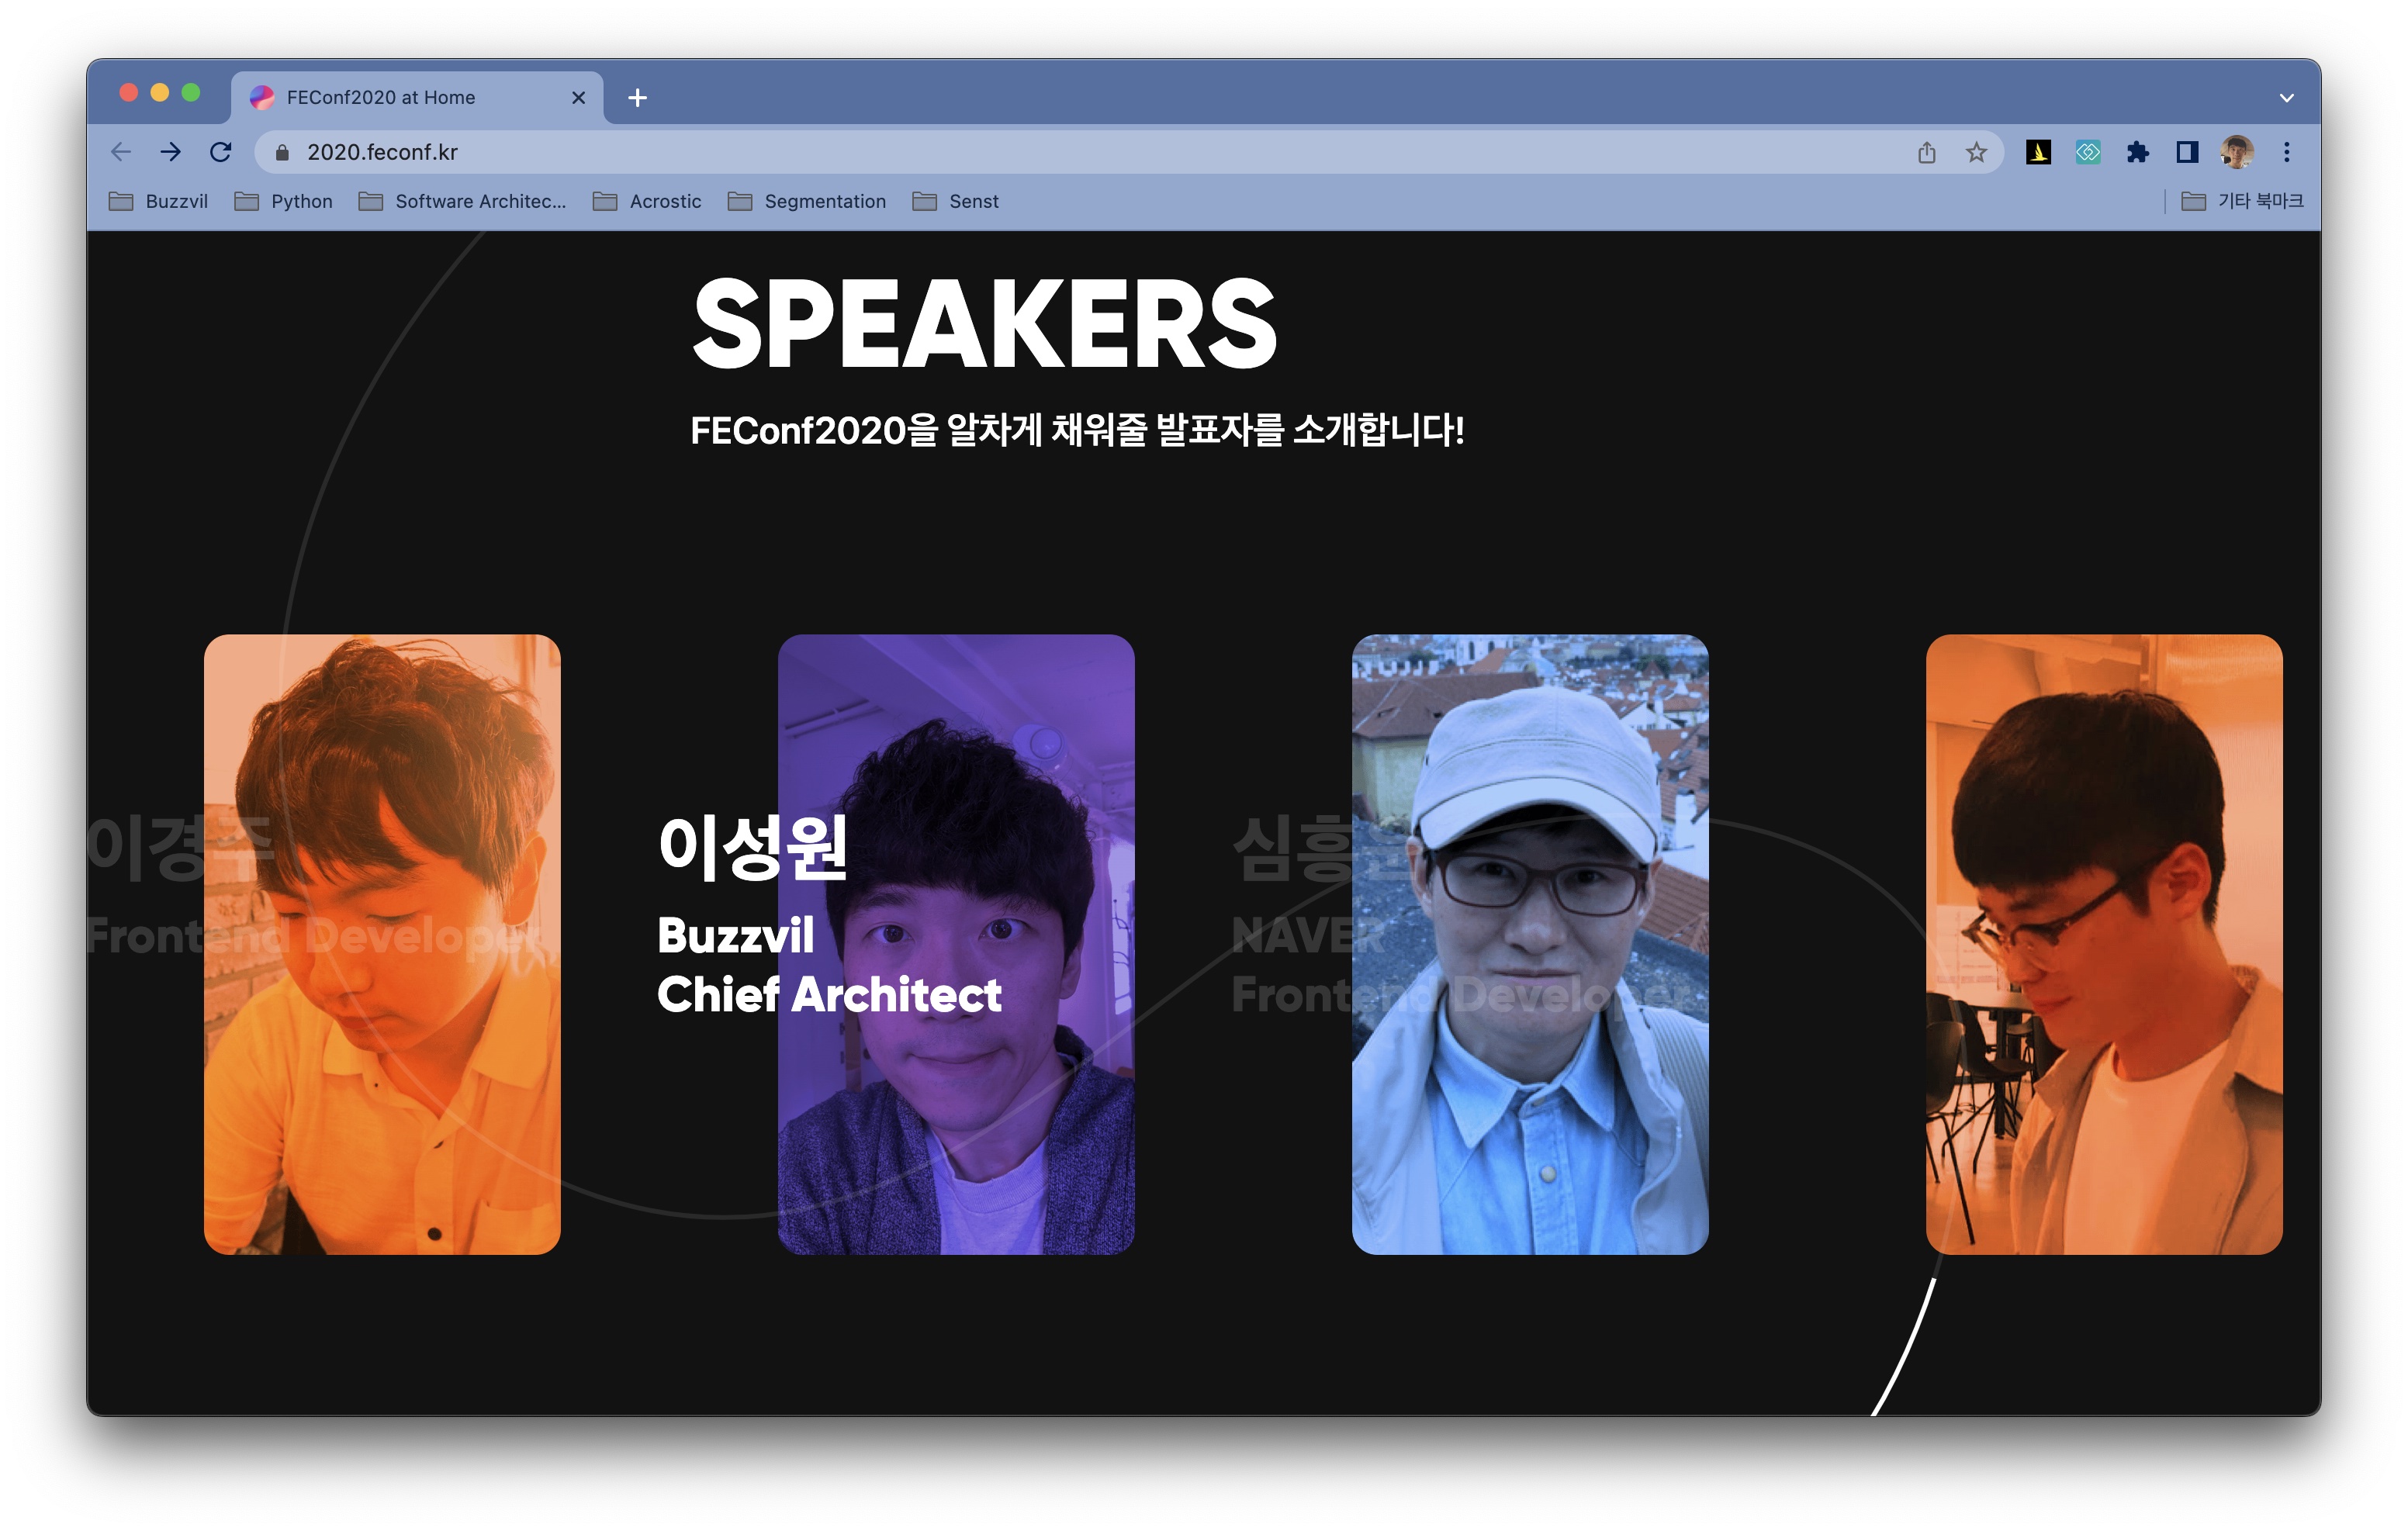 FEConf2020 at Home
2020.feconf.kr
Buzzvil
Python
Software Architec...
Acrostic
Segmentation
Senst
기타 북마크
SPEAKERS
FEConf2020을 알차게 채워줄 발표자를 소개합니다!
이경주
Frontend Developer
이성원
Buzzvil
Chief Architect
심흥
NAVER
Frontend Developer